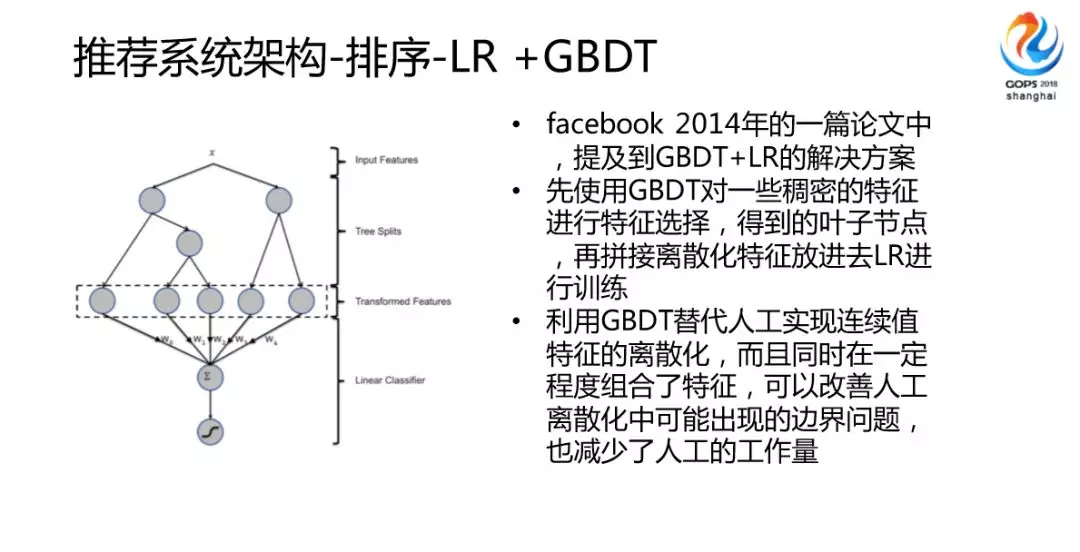 推荐系统架构-排序-LR +GBDT
GOPS 2018
shanghai
x
Input Features
Tree Splits
Transformed Features
w₀ w₁ w₂ w₃ w₄
Σ
Linear Classifier
• facebook 2014年的一篇论文中
，提及到GBDT+LR的解决方案
• 先使用GBDT对一些稠密的特征
进行特征选择，得到的叶子节点
，再拼接离散化特征放进去LR进
行训练
• 利用GBDT替代人工实现连续值
特征的离散化，而且同时在一定
程度组合了特征，可以改善人工
离散化中可能出现的边界问题，
也减少了人工的工作量